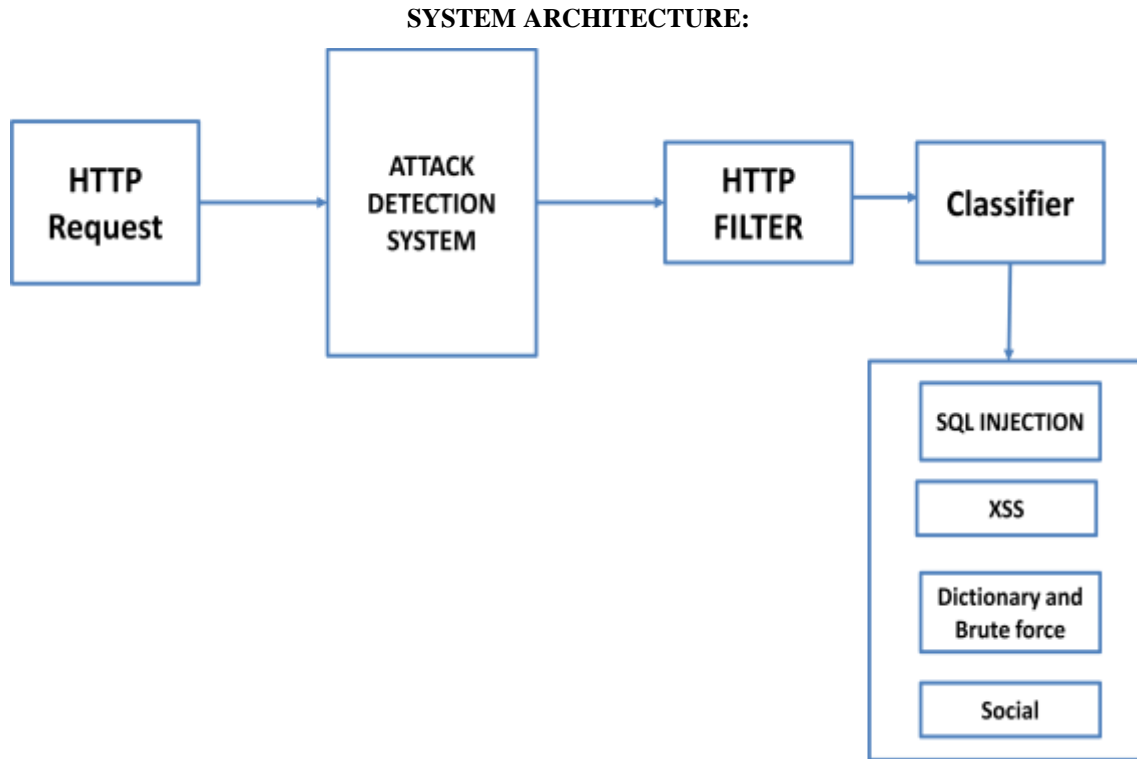 SYSTEM ARCHITECTURE:
HTTP
Request
ATTACK
DETECTION
SYSTEM
HTTP
FILTER
Classifier
SQL INJECTION
XSS
Dictionary and
Brute force
Social